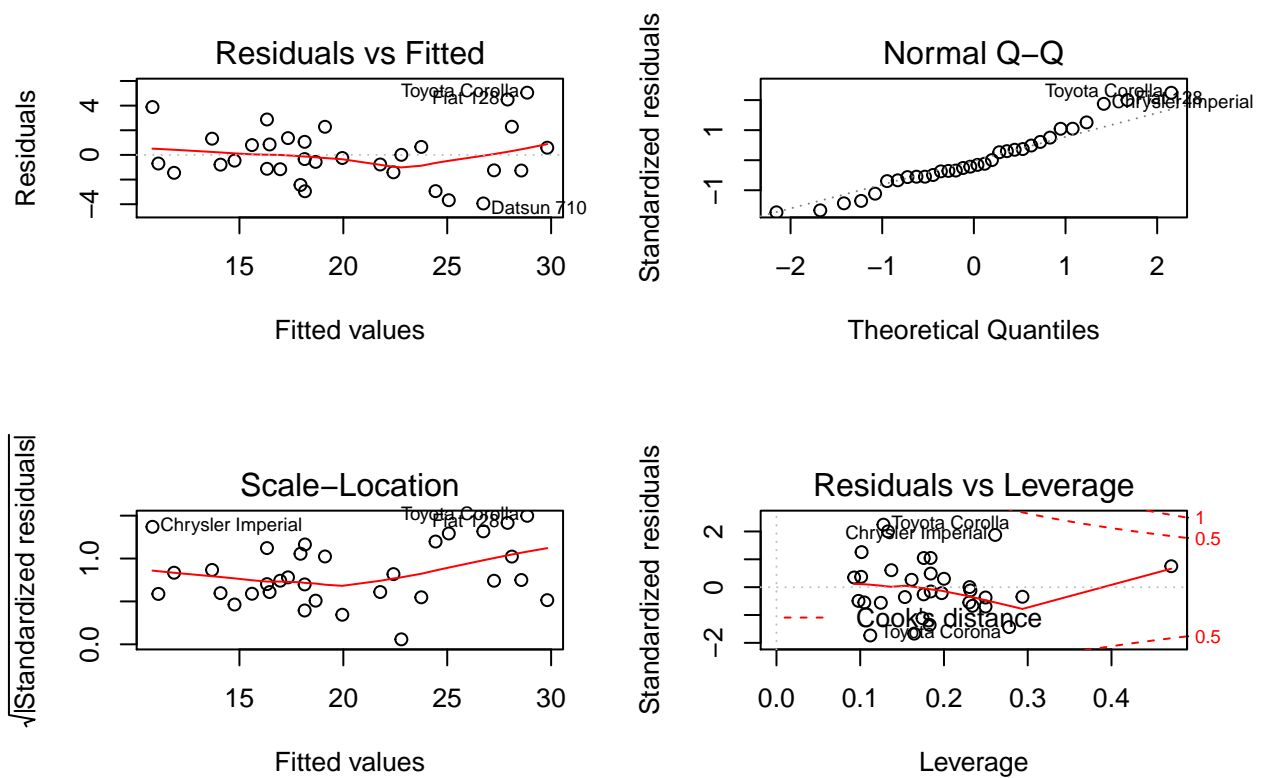 Residuals vs Fitted
Residuals
4
0
−4
Toyota Corolla
Fiat 128
Datsun 710
15 20 25 30
Fitted values
Normal Q−Q
Standardized residuals
1
−1
Toyota Corolla
Fiat 128
Chrysler Imperial
−2 −1 0 1 2
Theoretical Quantiles
Scale−Location
√|Standardized residuals|
1.0
0.0
Toyota Corolla
Fiat 128
Chrysler Imperial
15 20 25 30
Fitted values
Residuals vs Leverage
Standardized residuals
2
0
−2
Toyota Corolla
Chrysler Imperial
Cook's distance
Toyota Corona
1
0.5
0.5
0.0 0.1 0.2 0.3 0.4
Leverage